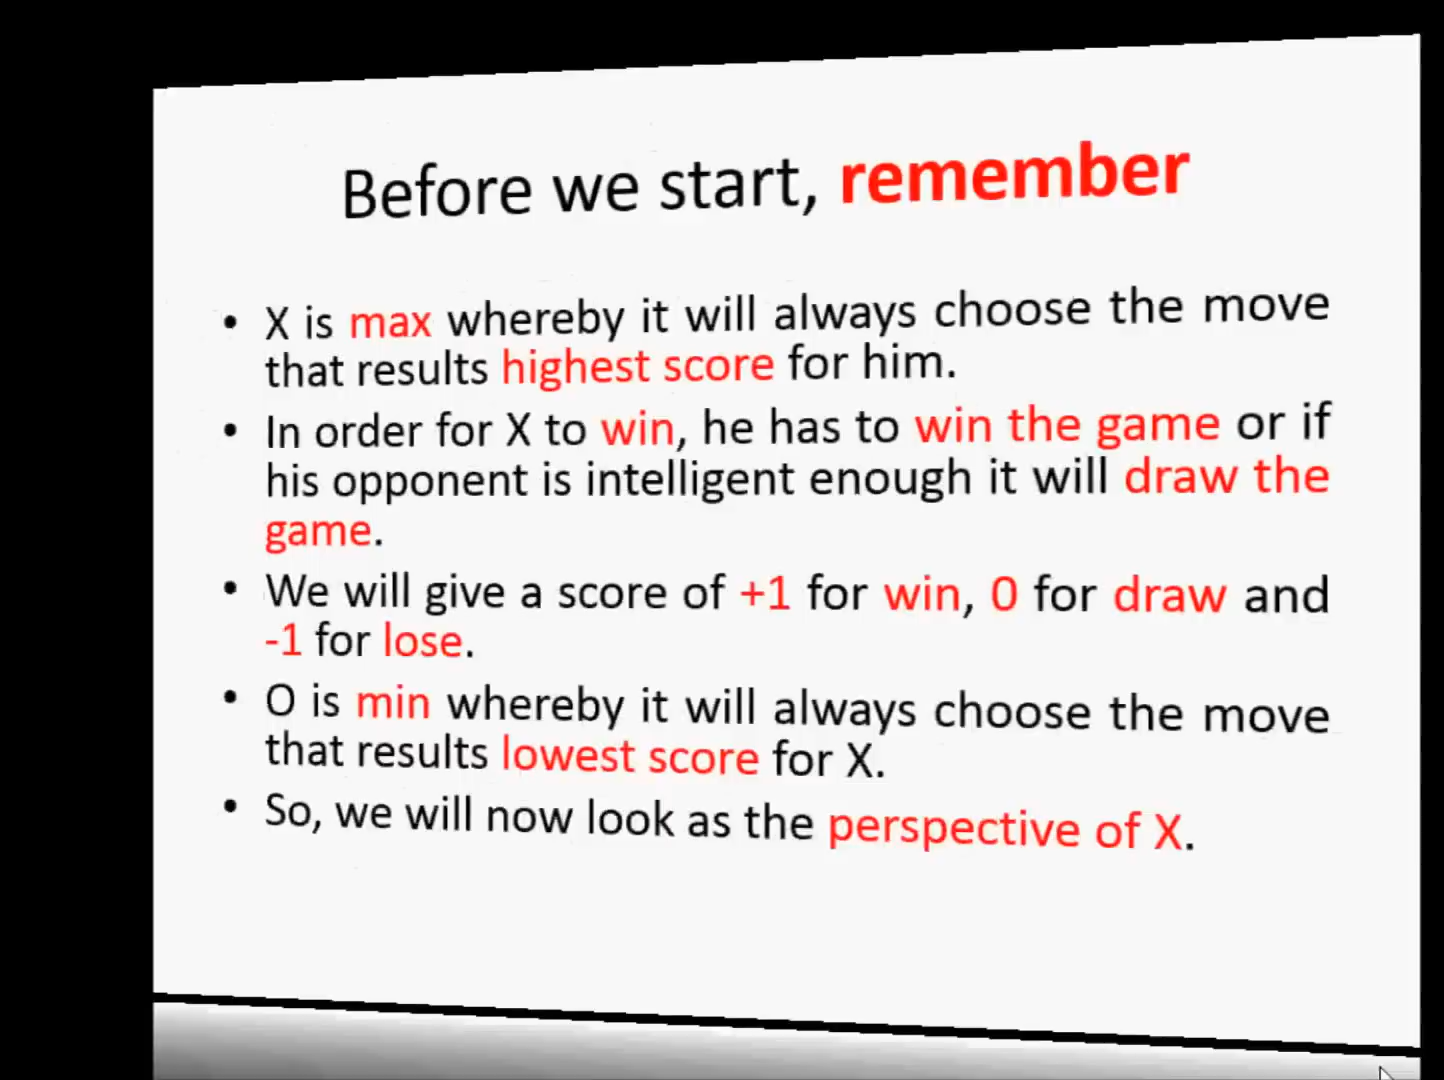 Before we start, remember
• X is max whereby it will always choose the move
that results highest score for him.
• In order for X to win, he has to win the game or if
his opponent is intelligent enough it will draw the
game.
• We will give a score of +1 for win, 0 for draw and
-1 for lose.
• O is min whereby it will always choose the move
that results lowest score for X.
• So, we will now look as the perspective of X.